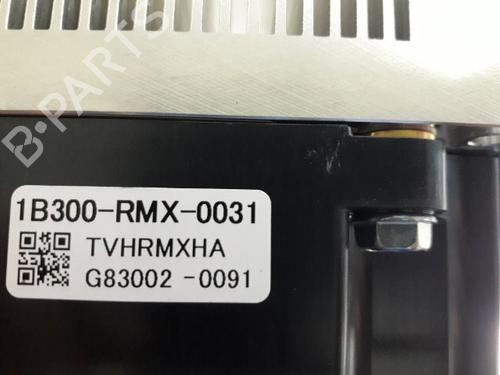 B-PARTS
1B300-RMX-0031
TVHRMXHA
G83002 -0091